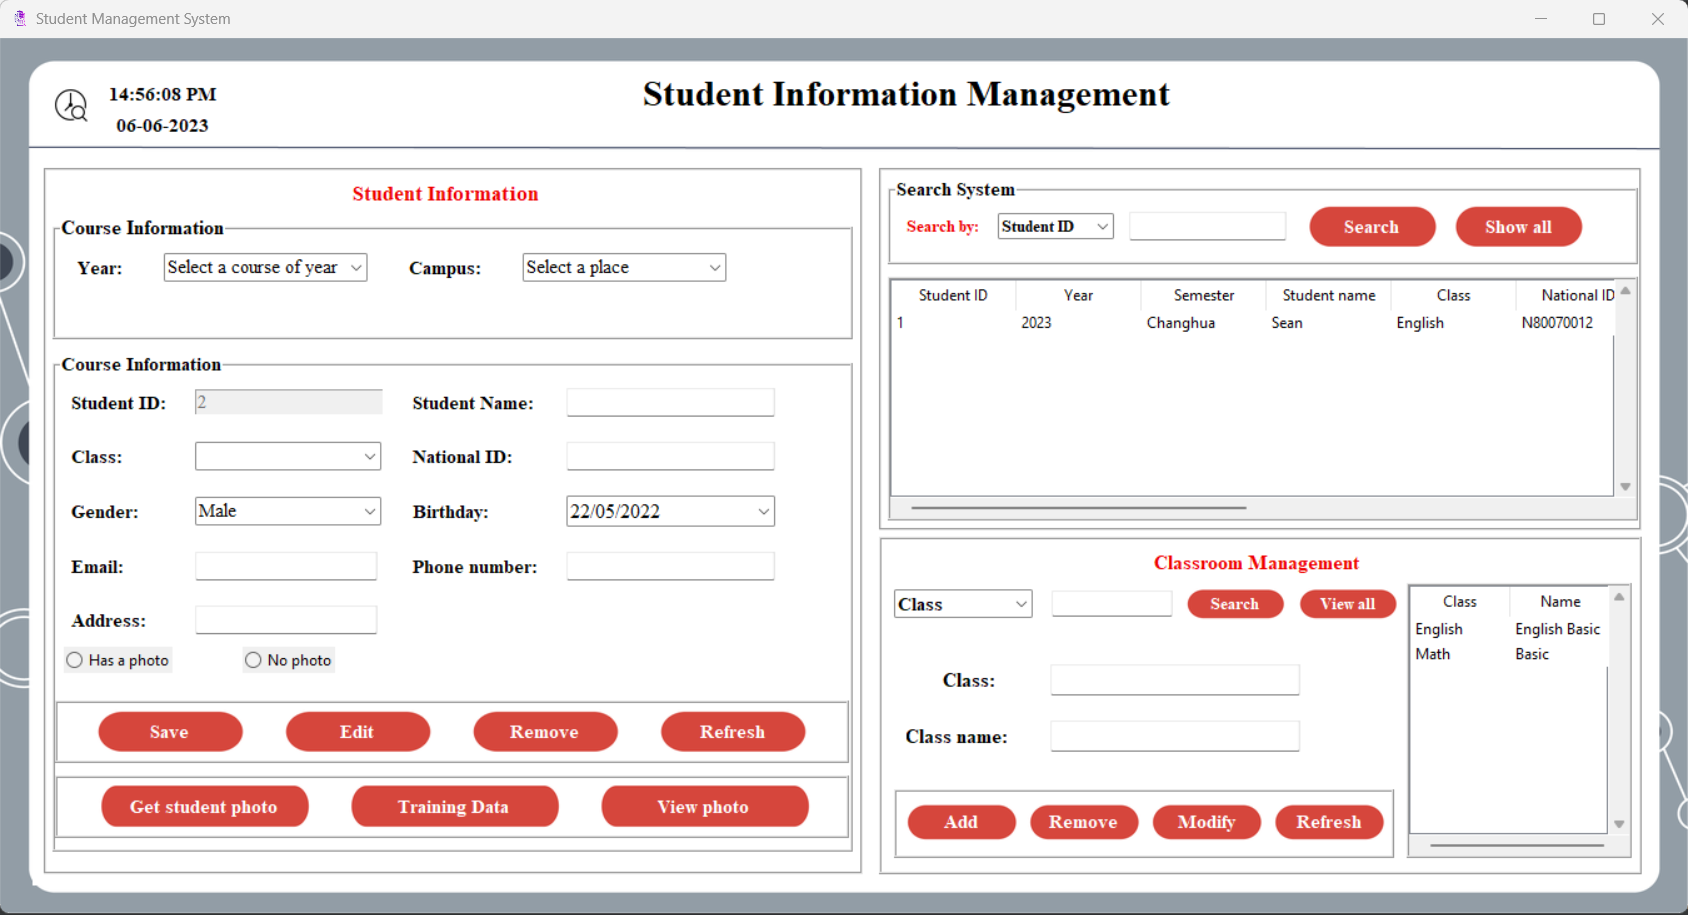 Student Management System
14:56:08 PM
06-06-2023
Student Information Management
Student Information
Course Information
Year: Select a course of year Campus: Select a place
Course Information
Student ID: 2 Student Name:
Class: National ID:
Gender: Male Birthday: 22/05/2022
Email: Phone number:
Address:
Has a photo No photo
Save Edit Remove Refresh
Get student photo Training Data View photo
Search System
Search by: Student ID Search Show all
Student ID Year Semester Student name Class National ID
1 2023 Changhua Sean English N80070012
Classroom Management
Class Search View all
Class:
Class name:
Add Remove Modify Refresh
Class Name
English English Basic
Math Basic